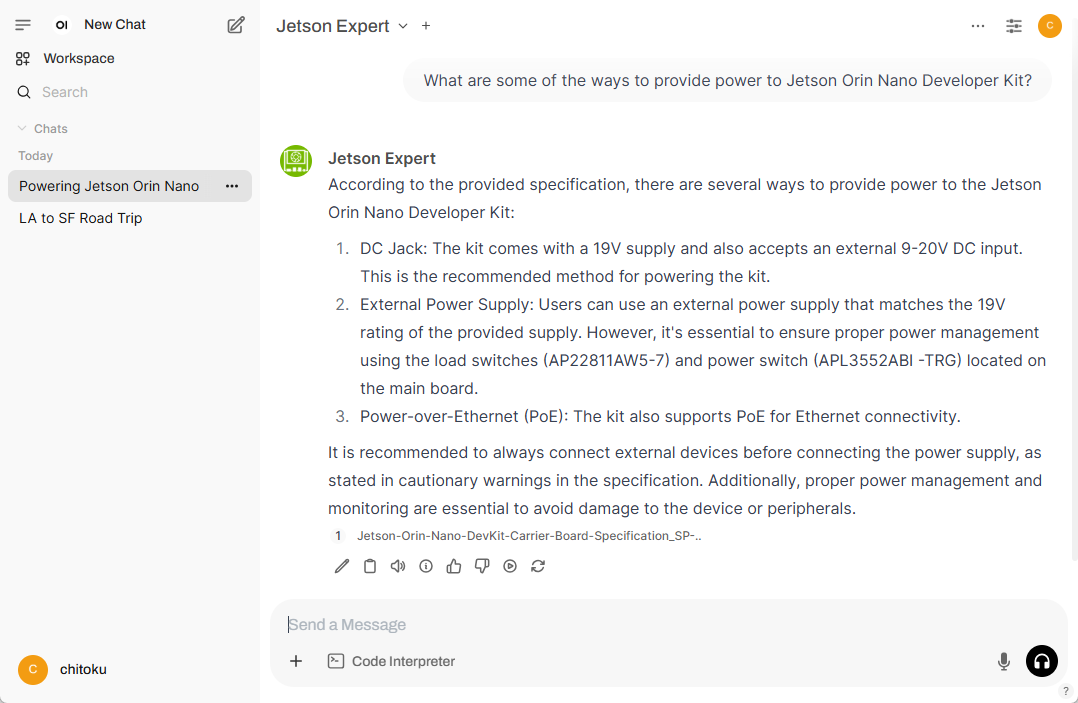 OI New Chat
Workspace
Search
Chats
Today
Powering Jetson Orin Nano
LA to SF Road Trip
C chitoku
Jetson Expert
C
What are some of the ways to provide power to Jetson Orin Nano Developer Kit?
Jetson Expert
According to the provided specification, there are several ways to provide power to the Jetson
Orin Nano Developer Kit:
1. DC Jack: The kit comes with a 19V supply and also accepts an external 9-20V DC input.
This is the recommended method for powering the kit.
2. External Power Supply: Users can use an external power supply that matches the 19V
rating of the provided supply. However, it's essential to ensure proper power management
using the load switches (AP22811AW5-7) and power switch (APL3552ABI -TRG) located on
the main board.
3. Power-over-Ethernet (PoE): The kit also supports PoE for Ethernet connectivity.
It is recommended to always connect external devices before connecting the power supply, as
stated in cautionary warnings in the specification. Additionally, proper power management and
monitoring are essential to avoid damage to the device or peripherals.
1 Jetson-Orin-Nano-DevKit-Carrier-Board-Specification_SP-..
Send a Message
Code Interpreter
?